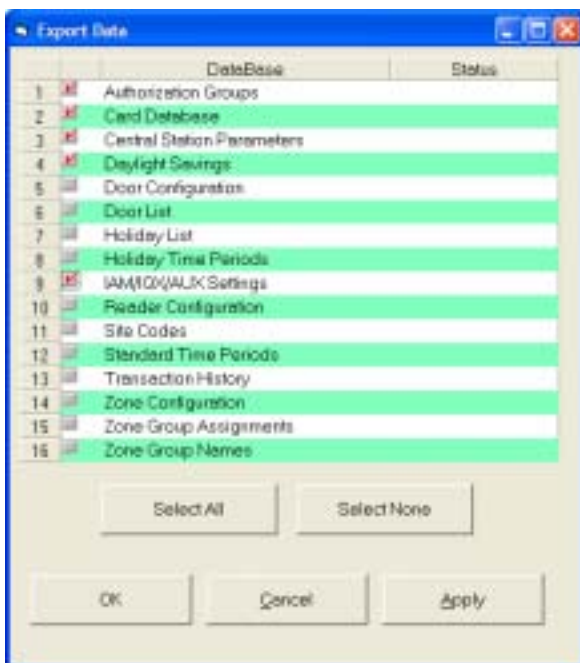 Export Data
DataBase Status
1 Authorization Groups
2 Card Database
3 Central Station Parameters
4 Daylight Savings
5 Door Configuration
6 Door List
7 Holiday List
8 Holiday Time Periods
9 IAM/IOX/AUX Settings
10 Reader Configuration
11 Site Codes
12 Standard Time Periods
13 Transaction History
14 Zone Configuration
15 Zone Group Assignments
16 Zone Group Names
Select All Select None
OK Cancel Apply